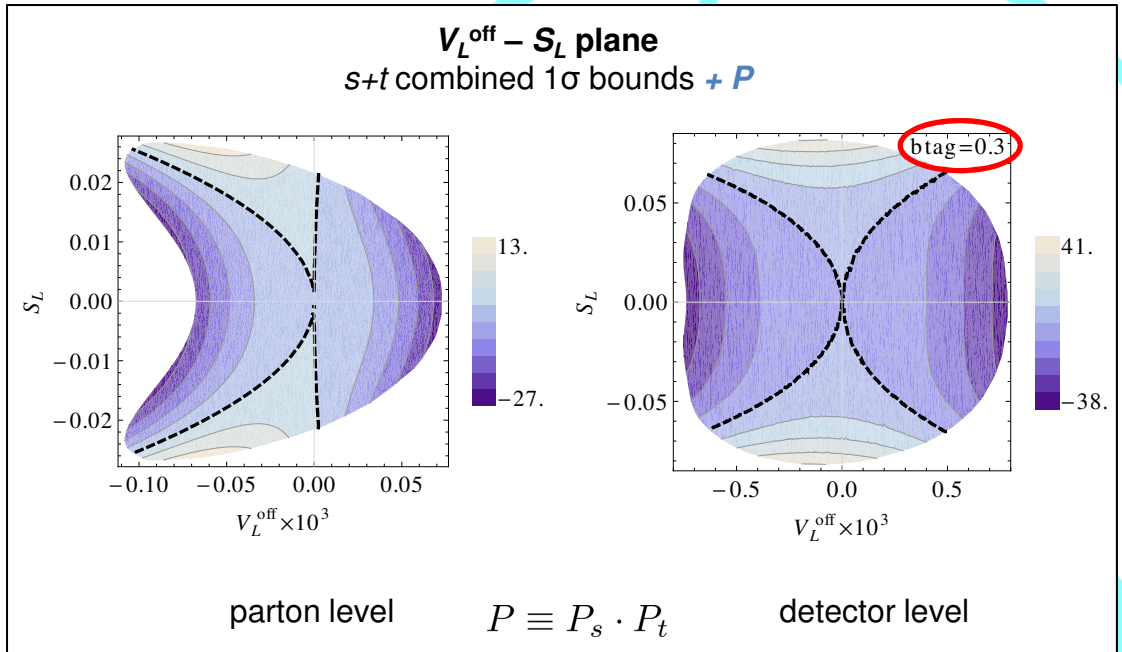 V_L^off – S_L plane
s+t combined 1σ bounds + P
0.02
0.01
0.00
−0.01
−0.02
S_L
−0.10
−0.05
0.00
0.05
V_L^off ×10^3
13.
−27.
btag=0.3
0.05
0.00
−0.05
S_L
−0.5
0.0
0.5
V_L^off ×10^3
41.
−38.
parton level
P ≡ P_s · P_t
detector level